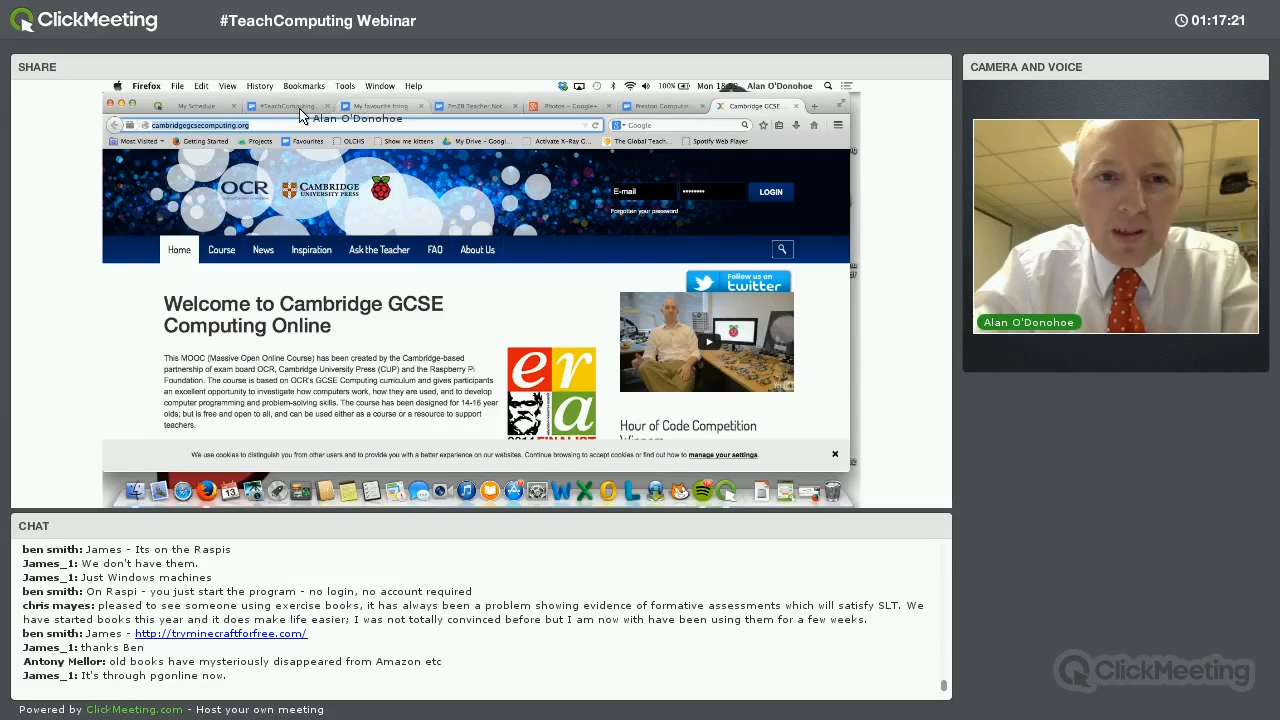 ClickMeeting
#TeachComputing Webinar
01:17:21
SHARE
Firefox File Edit View History Bookmarks Tools Window Help
100% Alan O'Donohoe
My Schedule
#TeachComputing
My favourite thing
7m2R Teacher Not...
Photos - Google+
Preston Computin...
Cambridge GCSE ...
Alan O'Donohoe
cambridgegcsecomputing.org
Google
Most Visited
Getting Started
Projects
Favourites
OLCHS
Show me kittens
My Drive - Googl...
Activate X-Ray G...
The Global Teach...
Spotify Web Player
OCR
CAMBRIDGE
UNIVERSITY PRESS
E-mail
LOGIN
Forgotten your password
Home Course News Inspiration Ask the Teacher FAQ About Us
Follow us on
twitter
Welcome to Cambridge GCSE
Computing Online
This MOOC (Massive Open Online Course) has been created by the Cambridge-based
partnership of exam board OCR, Cambridge University Press (CUP) and the Raspberry Pi
Foundation. The course is based on OCR's GCSE Computing curriculum and gives participants
an excellent opportunity to investigate how computers work, how they are used, and to develop
computer programming and problem-solving skills. The course has been designed for 14-16 year
olds; but is free and open to all, and can be used either as a course or a resource to support
teachers.
er
a
Hour of Code Competition
We use cookies to distinguish you from other users and to provide you with a better experience on our websites. Continue browsing to accept cookies or find out how to manage your settings.
CAMERA AND VOICE
Alan O'Donohoe
CHAT
ben smith: James - Its on the Raspis
James_1: We don't have them.
James_1: Just Windows machines
ben smith: On Raspi - you just start the program - no login, no account required
chris mayes: pleased to see someone using exercise books, it has always been a problem showing evidence of formative assessments which will satisfy SLT. We
have started books this year and it does make life easier; I was not totally convinced before but I am now with have been using them for a few weeks.
ben smith: James - http://tryminecraftforfree.com/
James_1: thanks Ben
Antony Mellor: old books have mysteriously disappeared from Amazon etc
James_1: It's through pgonline now.
ClickMeeting
Powered by ClickMeeting.com - Host your own meeting